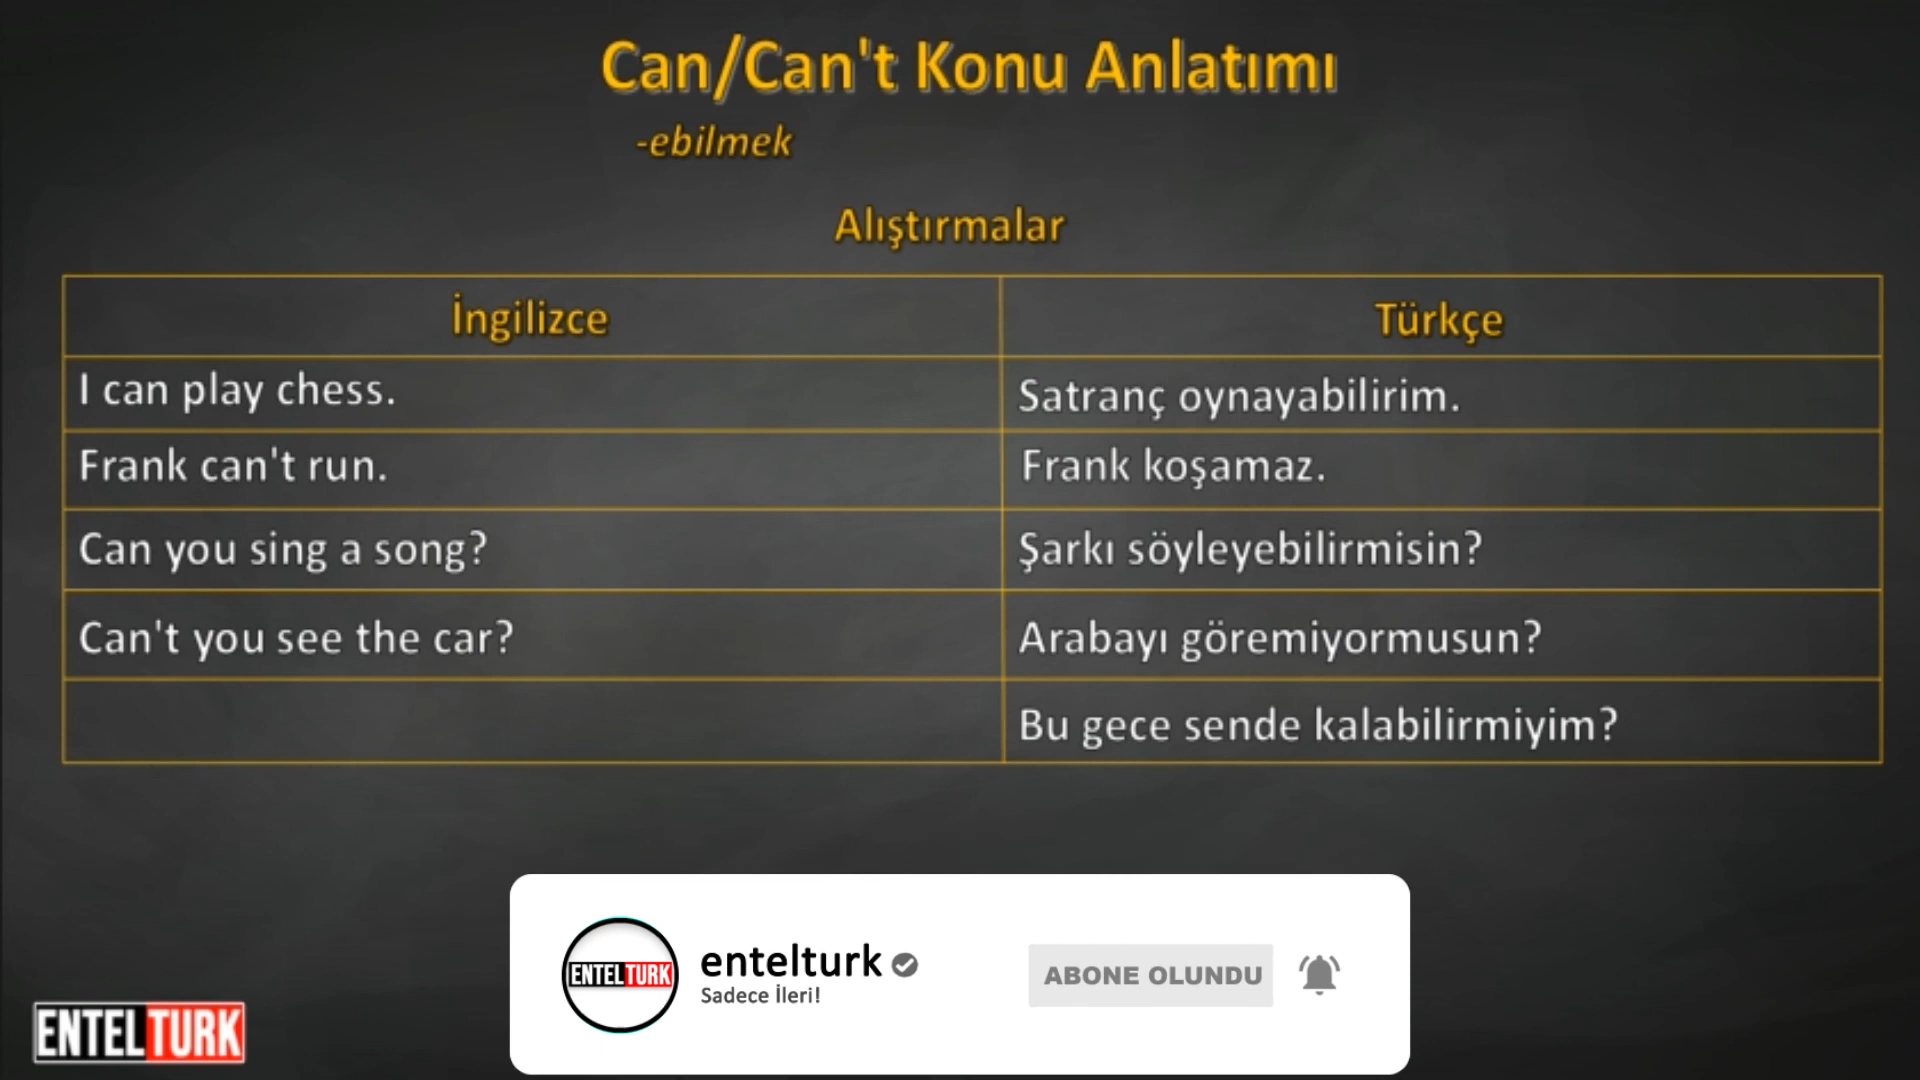 Can/Can't Konu Anlatımı
-ebilmek
Alıştırmalar
İngilizce Türkçe
I can play chess. Satranç oynayabilirim.
Frank can't run. Frank koşamaz.
Can you sing a song? Şarkı söyleyebilirmisin?
Can't you see the car? Arabayı göremiyormusun?
Bu gece sende kalabilirmiyim?
ENTELTURK
entelturk
Sadece İleri!
ABONE OLUNDU
ENTELTURK